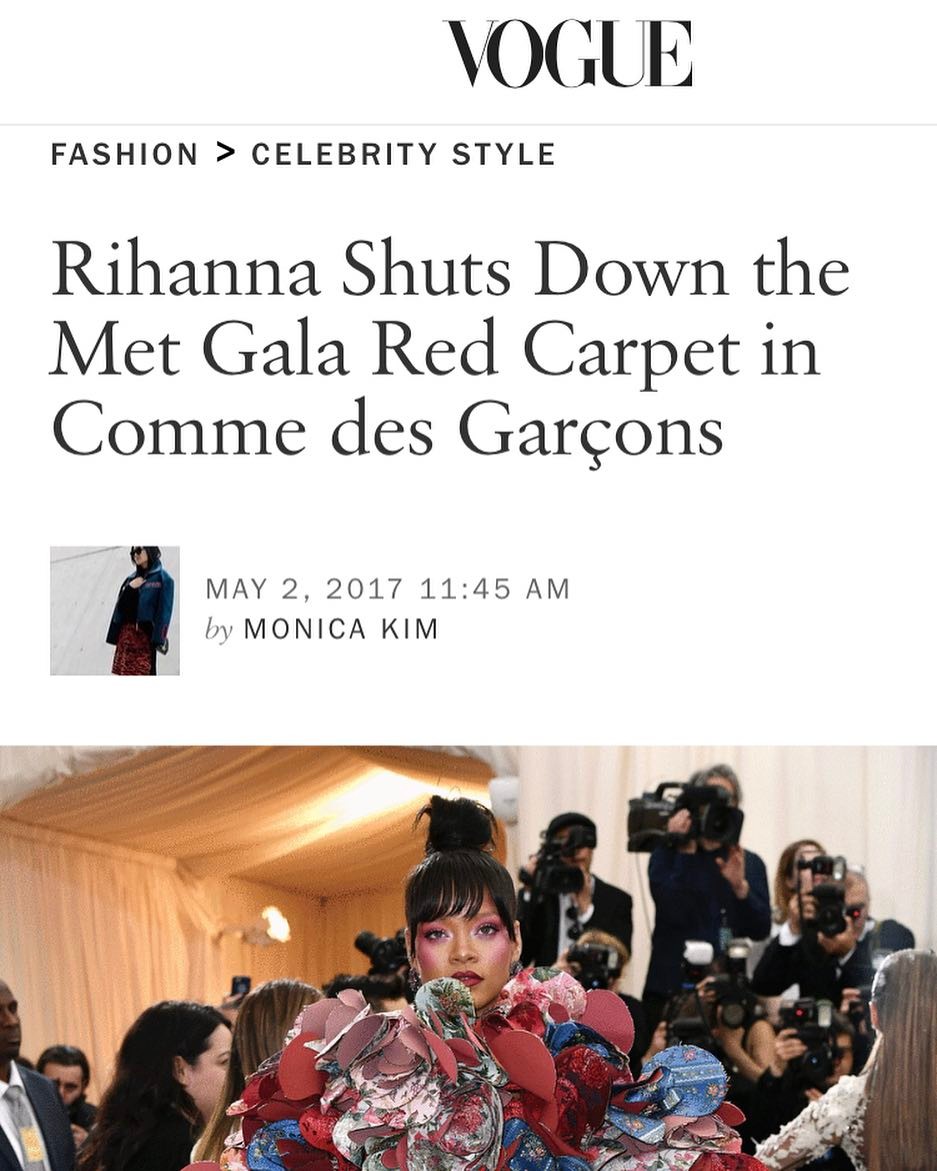 VOGUE
FASHION > CELEBRITY STYLE
Rihanna Shuts Down the
Met Gala Red Carpet in
Comme des Garçons
MAY 2, 2017 11:45 AM
by MONICA KIM